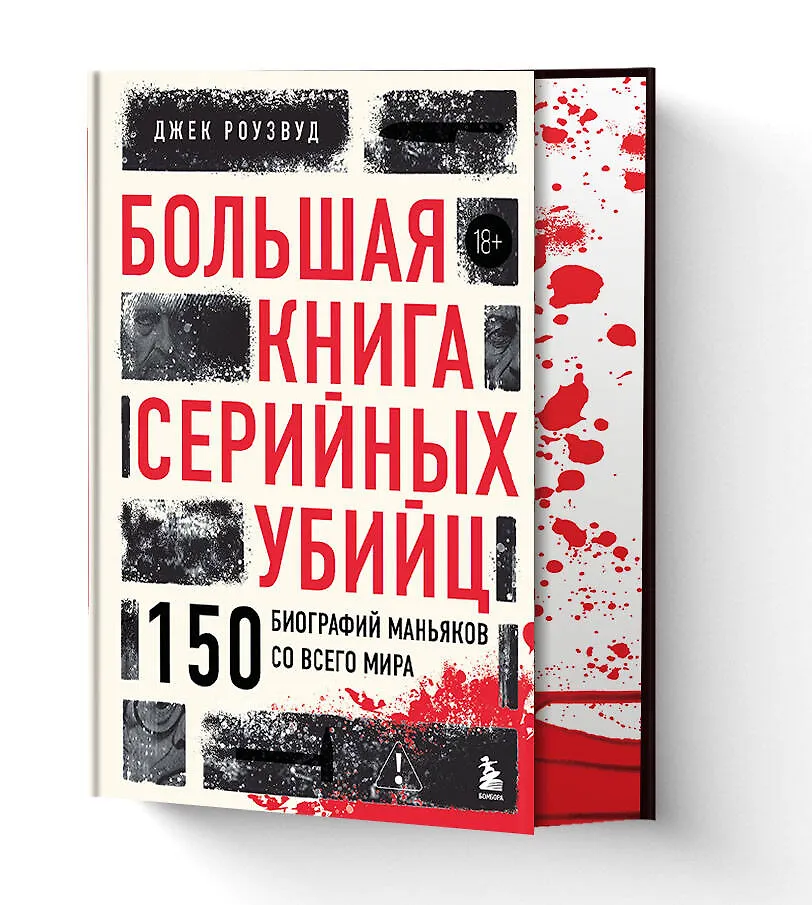 ДЖЕК РОУЗВУД
БОЛЬШАЯ
18+
КНИГА
СЕРИЙНЫХ
УБИЙЦ
150
БИОГРАФИЙ МАНЬЯКОВ
СО ВСЕГО МИРА
!
БОМБОРА